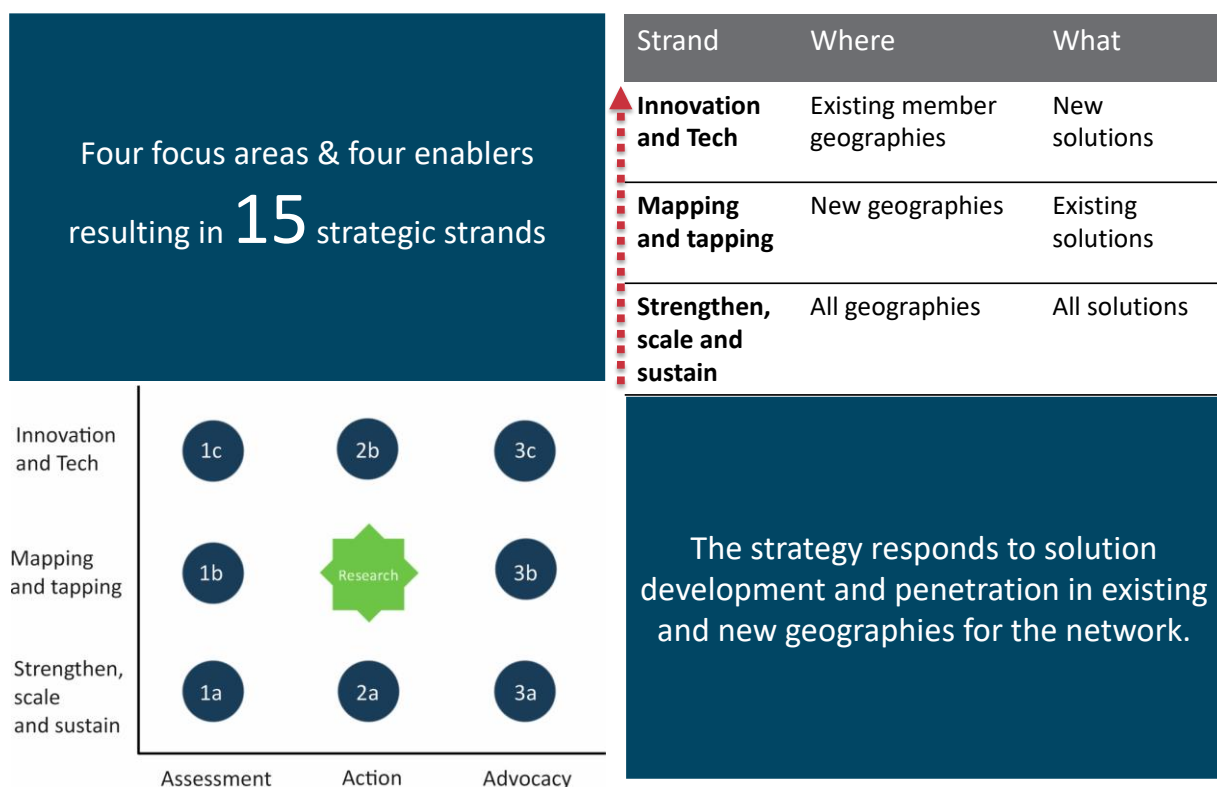 Four focus areas & four enablers
resulting in 15 strategic strands
Strand Where What
Innovation and Tech Existing member geographies New solutions
Mapping and tapping New geographies Existing solutions
Strengthen, scale and sustain All geographies All solutions
Innovation
and Tech
1c 2b 3c
Mapping
and tapping
1b Research 3b
Strengthen,
scale
and sustain
1a 2a 3a
Assessment Action Advocacy
The strategy responds to solution
development and penetration in existing
and new geographies for the network.